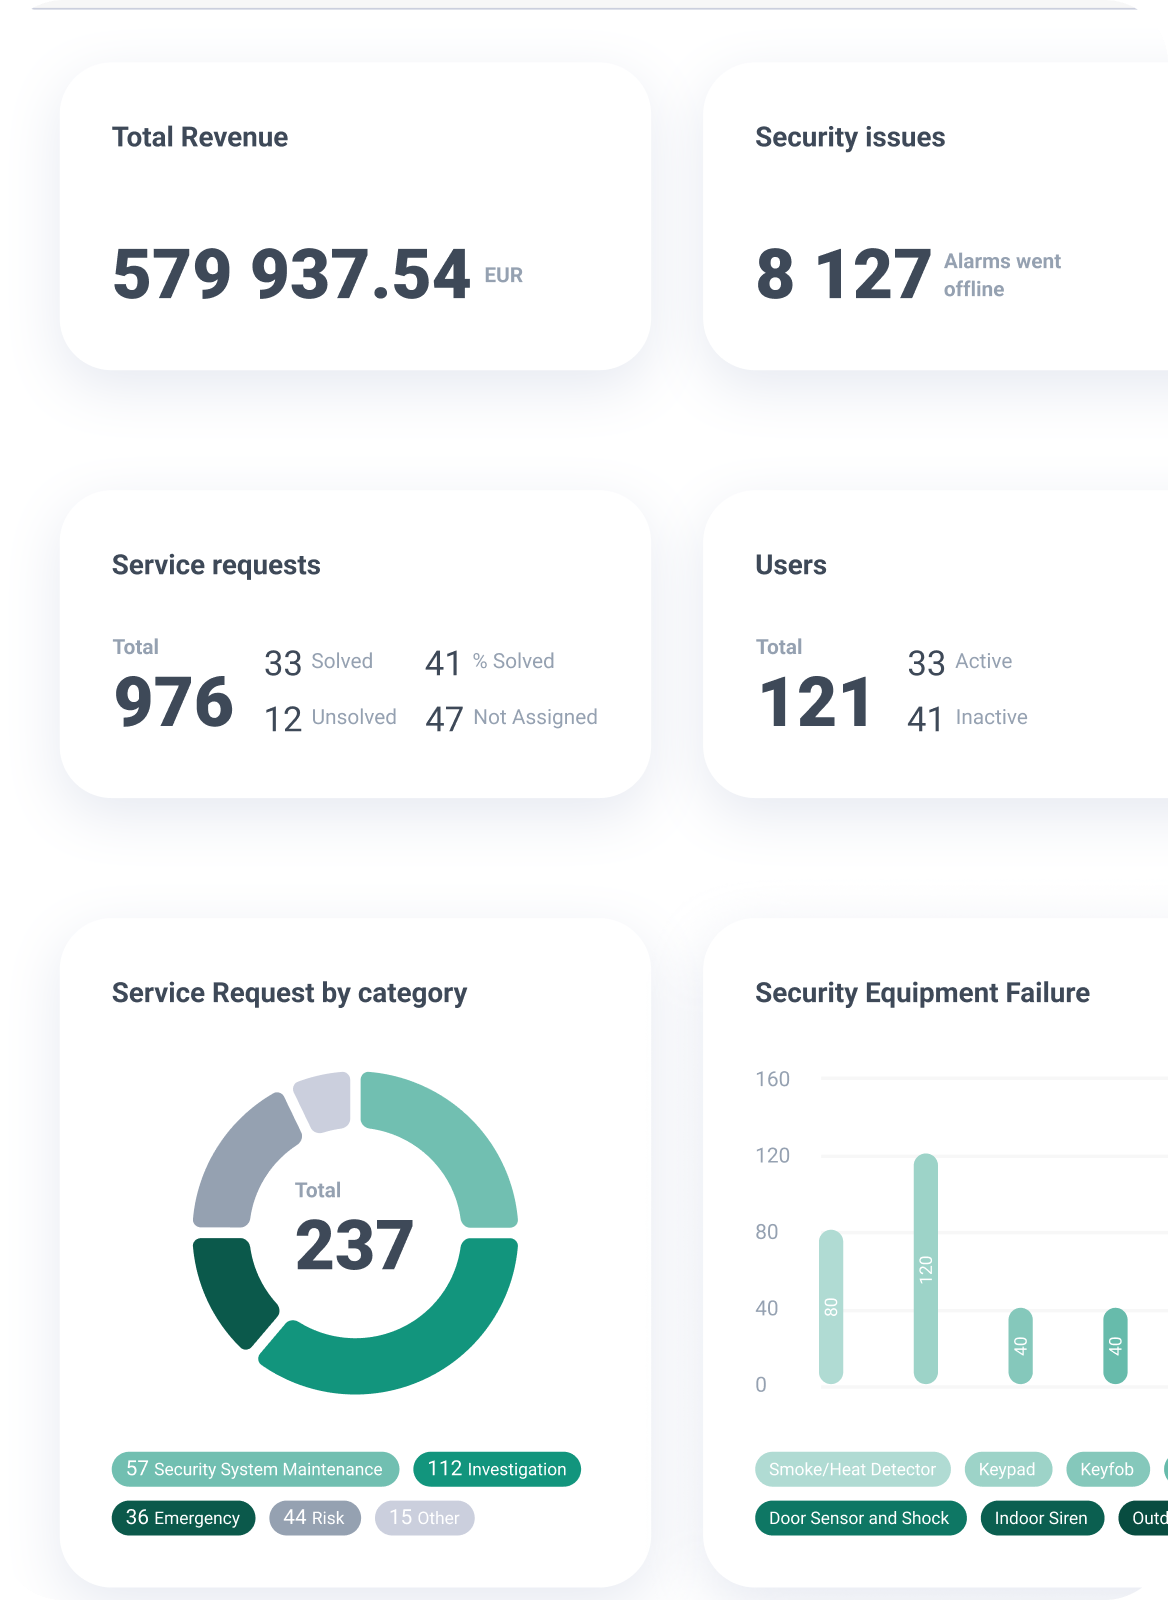 Total Revenue
579 937.54 EUR
Security issues
8 127 Alarms went
offline
Service requests
Total
976
33 Solved
41 % Solved
12 Unsolved
47 Not Assigned
Users
Total
121
33 Active
41 Inactive
Service Request by category
Total
237
57 Security System Maintenance
112 Investigation
36 Emergency
44 Risk
15 Other
Security Equipment Failure
160
120
80
40
0
80
120
40
40
Smoke/Heat Detector
Keypad
Keyfob
Door Sensor and Shock
Indoor Siren